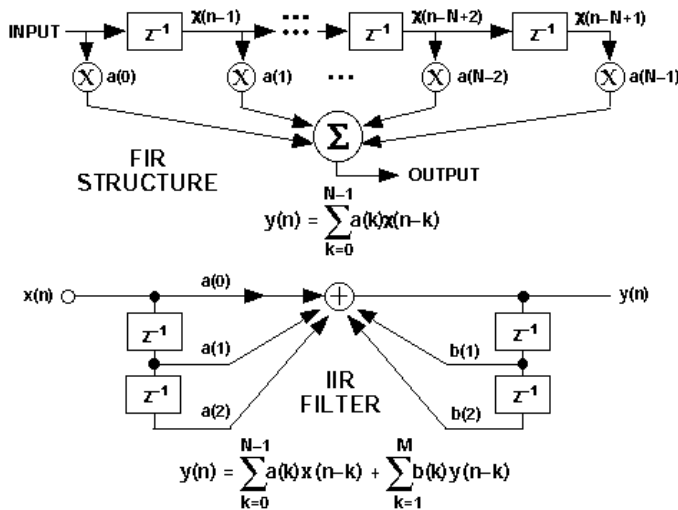 INPUT z⁻¹ x(n-1) ... z⁻¹ x(n-N+2) z⁻¹ x(n-N+1)
X a(0) X a(1) ... X a(N-2) X a(N-1)
Σ
FIR
STRUCTURE
OUTPUT
y(n) = N-1 Σ k=0 a(k)x(n-k)
x(n) a(0) + y(n)
z⁻¹ a(1) b(1) z⁻¹
z⁻¹ a(2) b(2) z⁻¹
IIR
FILTER
y(n) = N-1 Σ k=0 a(k)x(n-k) + M Σ k=1 b(k)y(n-k)